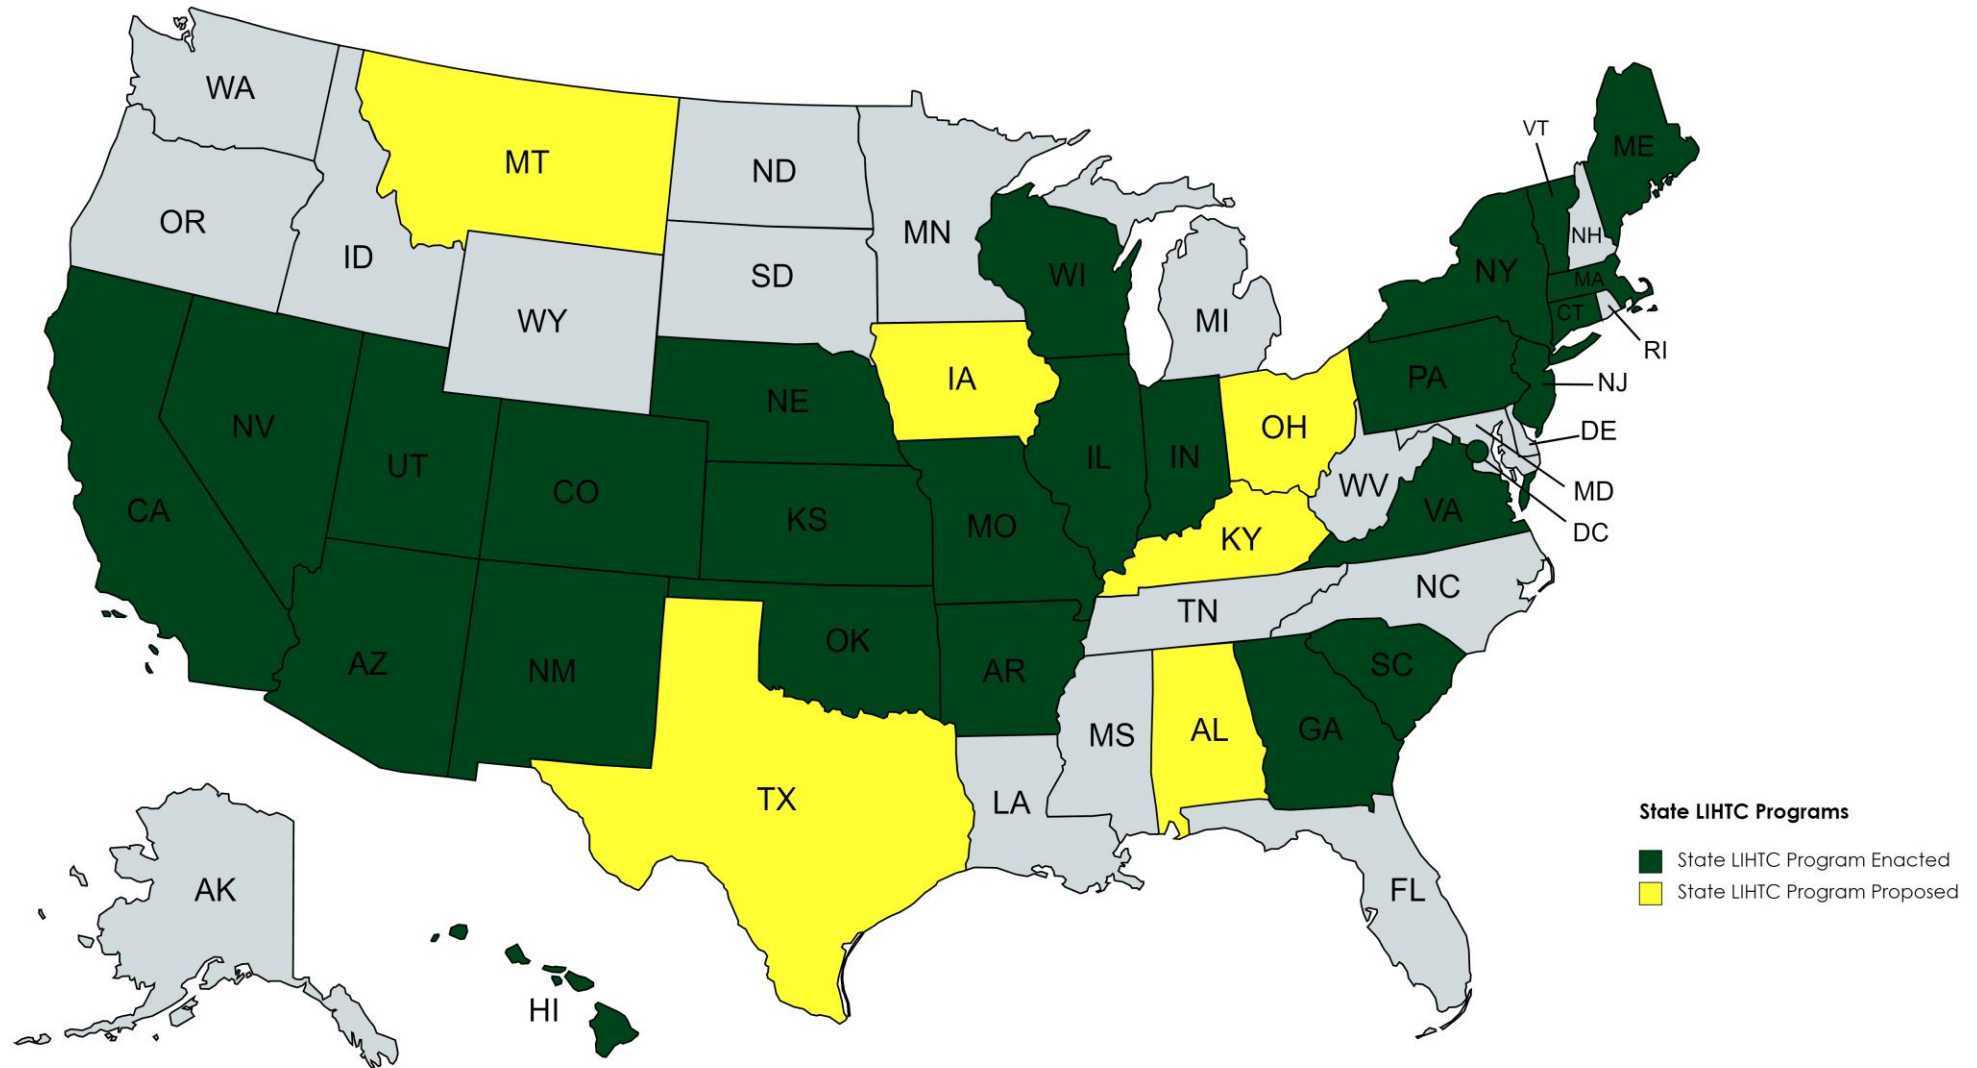 WA
MT
ND
MN
VT
ME
OR
ID
SD
WI
NY
NH
MA
WY
MI
CT
RI
IA
PA
NJ
NE
NV
OH
DE
UT
IL
IN
CO
WV
MD
CA
KS
MO
VA
KY
DC
NC
TN
OK
AZ
NM
AR
SC
MS
AL
GA
TX
LA
State LIHTC Programs
State LIHTC Program Enacted
AK
FL
State LIHTC Program Proposed
HI